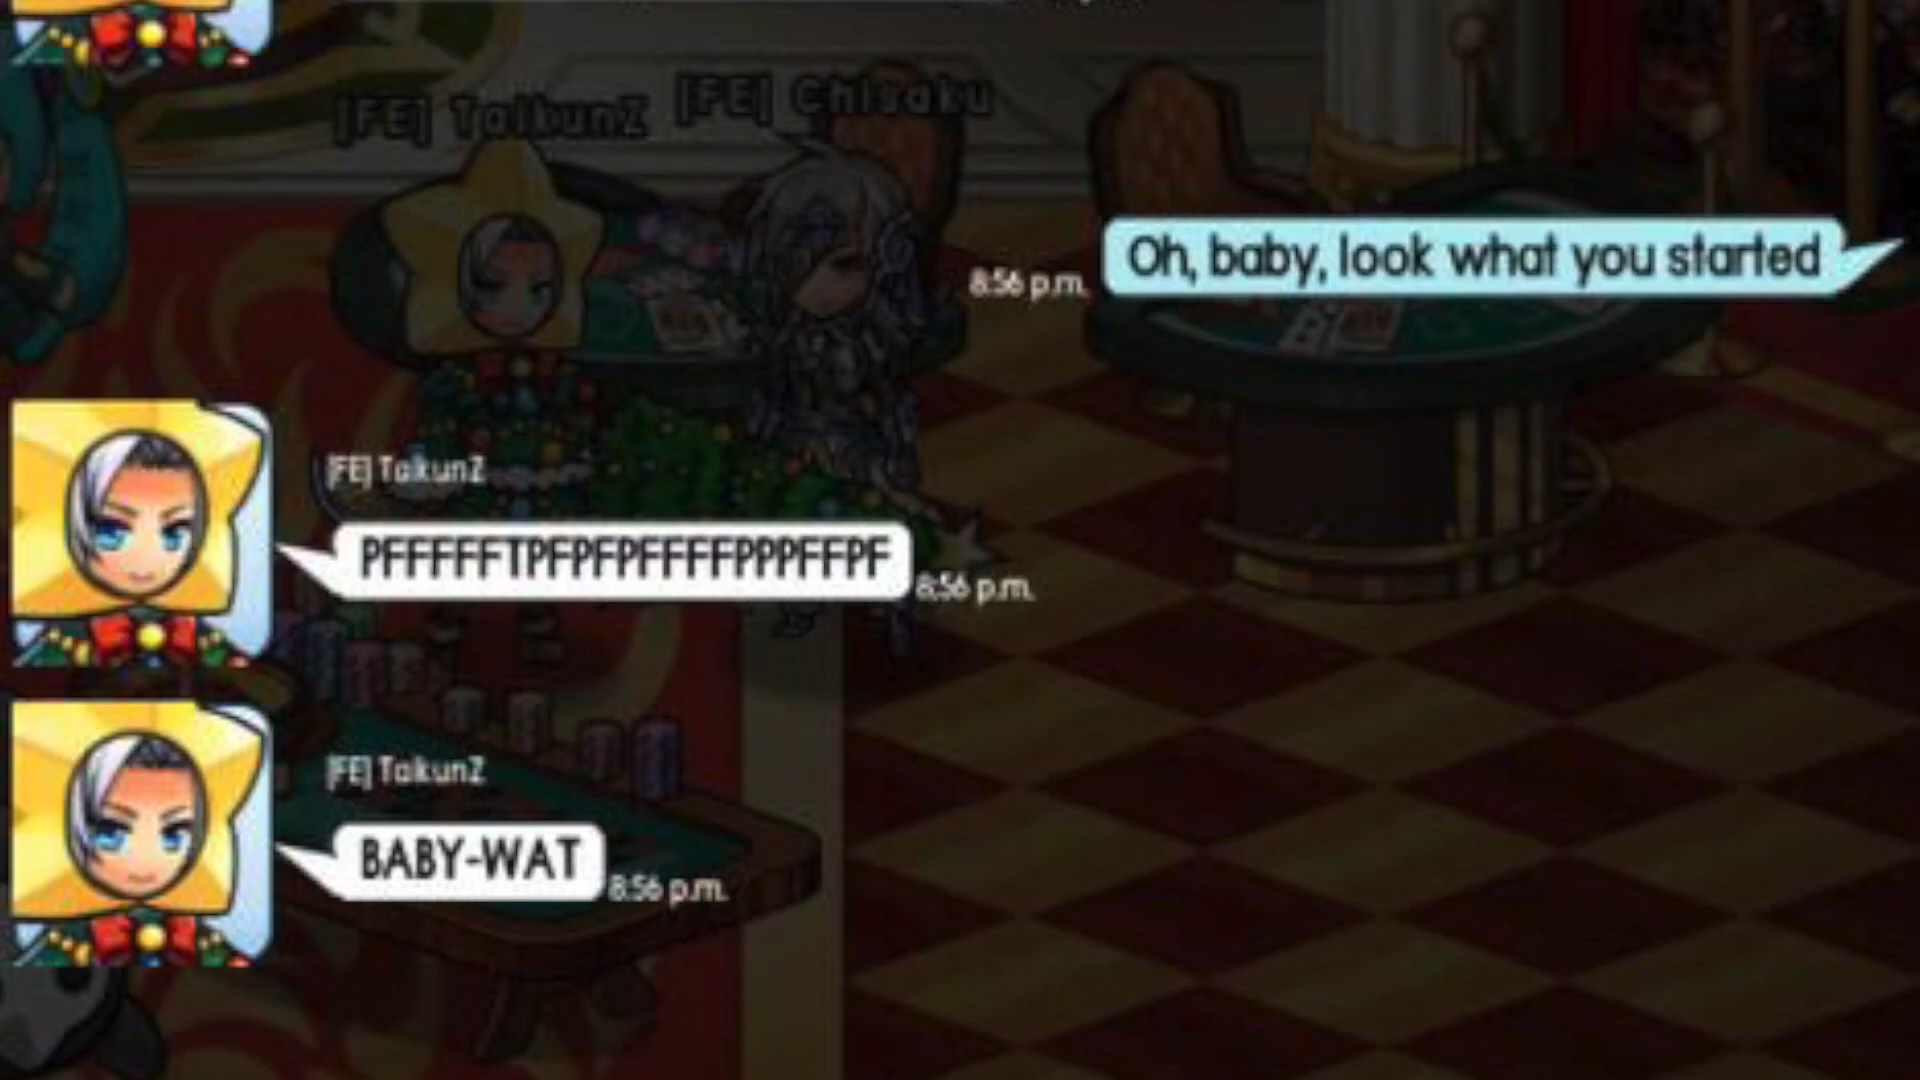 [FE] TaikunZ
[FE] Chisaku
Oh, baby, look what you started
8:56 p.m.
[FE] TaikunZ
PFFFFFFTPFPFPFFFFPPPFFPF
8:56 p.m.
[FE] TaikunZ
BABY-WAT
8:56 p.m.